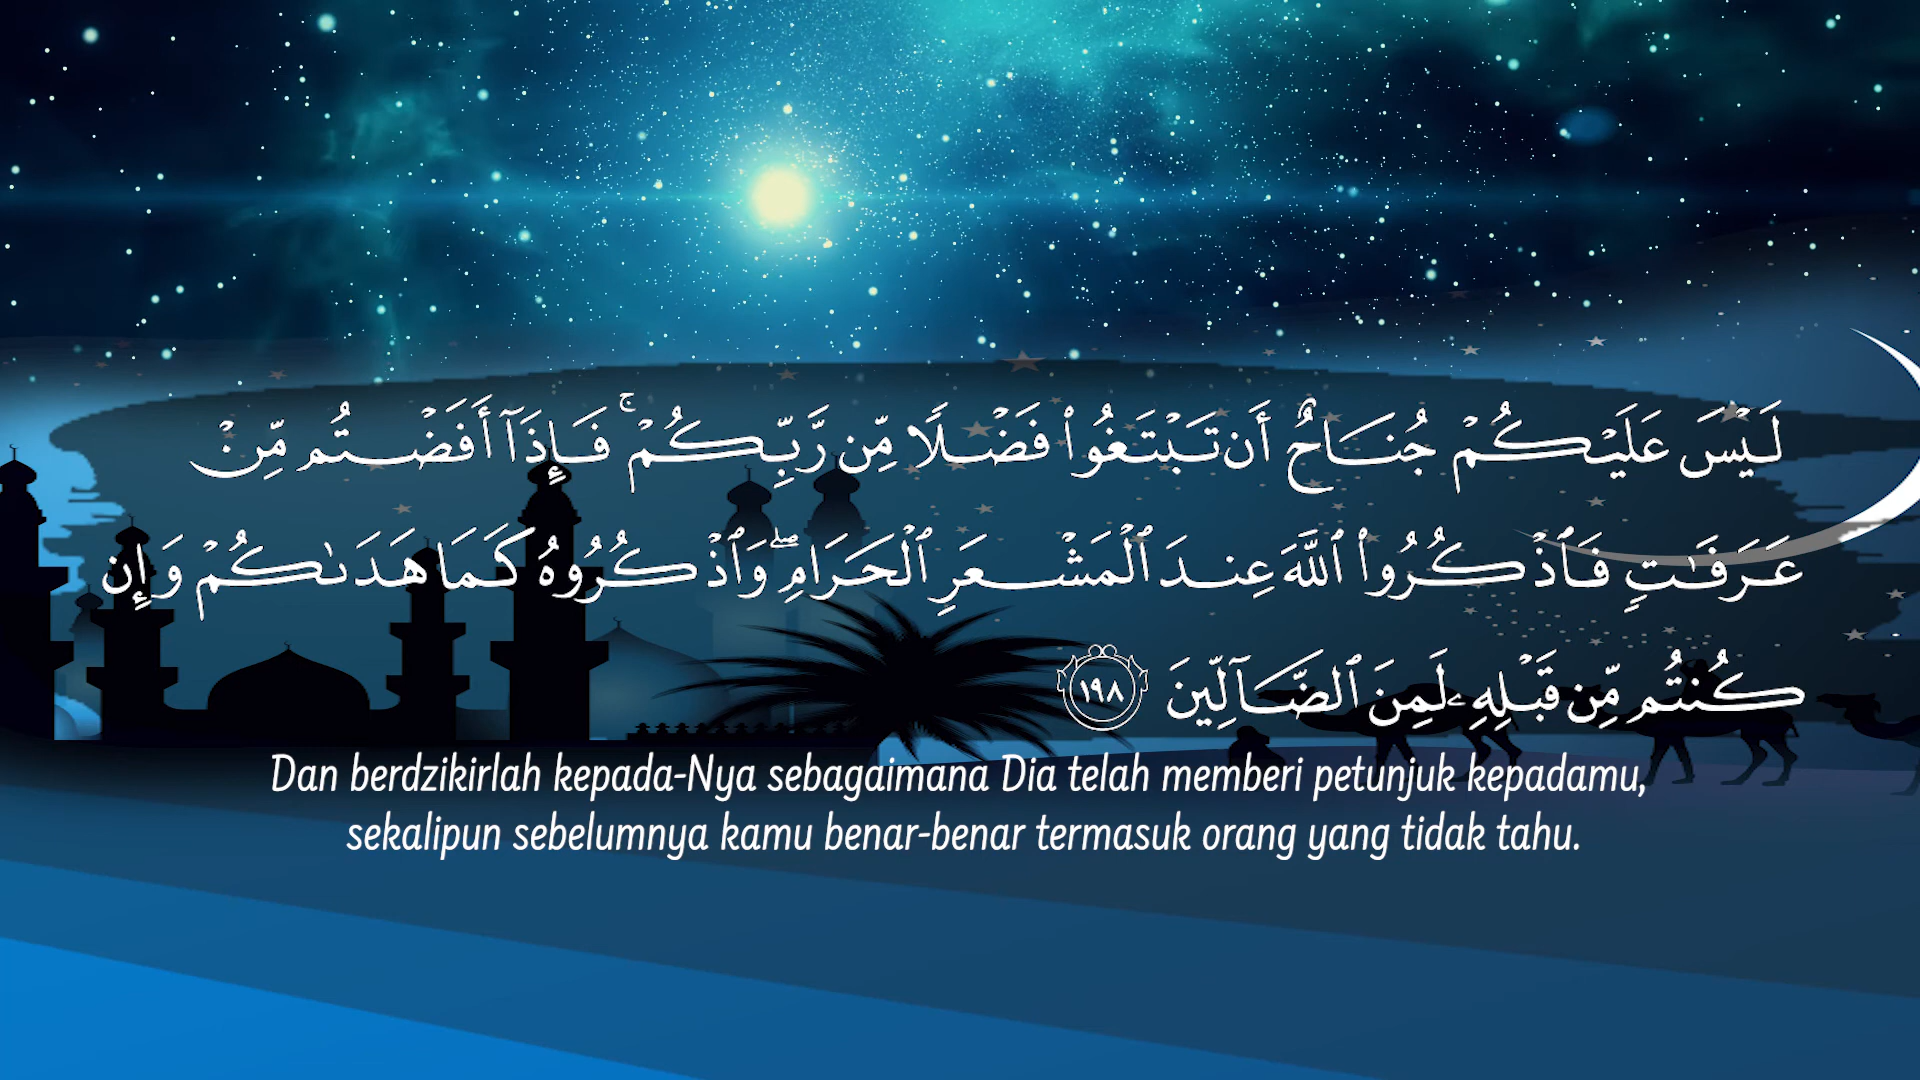 لَيْسَ عَلَيْكُمْ جُنَاحٌ أَن تَبْتَغُوا۟ فَضْلًا مِّن رَّبِّكُمْ ۚ فَإِذَآ أَفَضْتُم مِّنْ
عَرَفَـٰتٍ فَٱذْكُرُوا۟ ٱللَّهَ عِندَ ٱلْمَشْعَرِ ٱلْحَرَامِ ۖ وَٱذْكُرُوهُ كَمَا هَدَىٰكُمْ وَإِن
كُنتُم مِّن قَبْلِهِۦ لَمِنَ ٱلضَّآلِّينَ ١٩٨
Dan berdzikirlah kepada-Nya sebagaimana Dia telah memberi petunjuk kepadamu,
sekalipun sebelumnya kamu benar-benar termasuk orang yang tidak tahu.